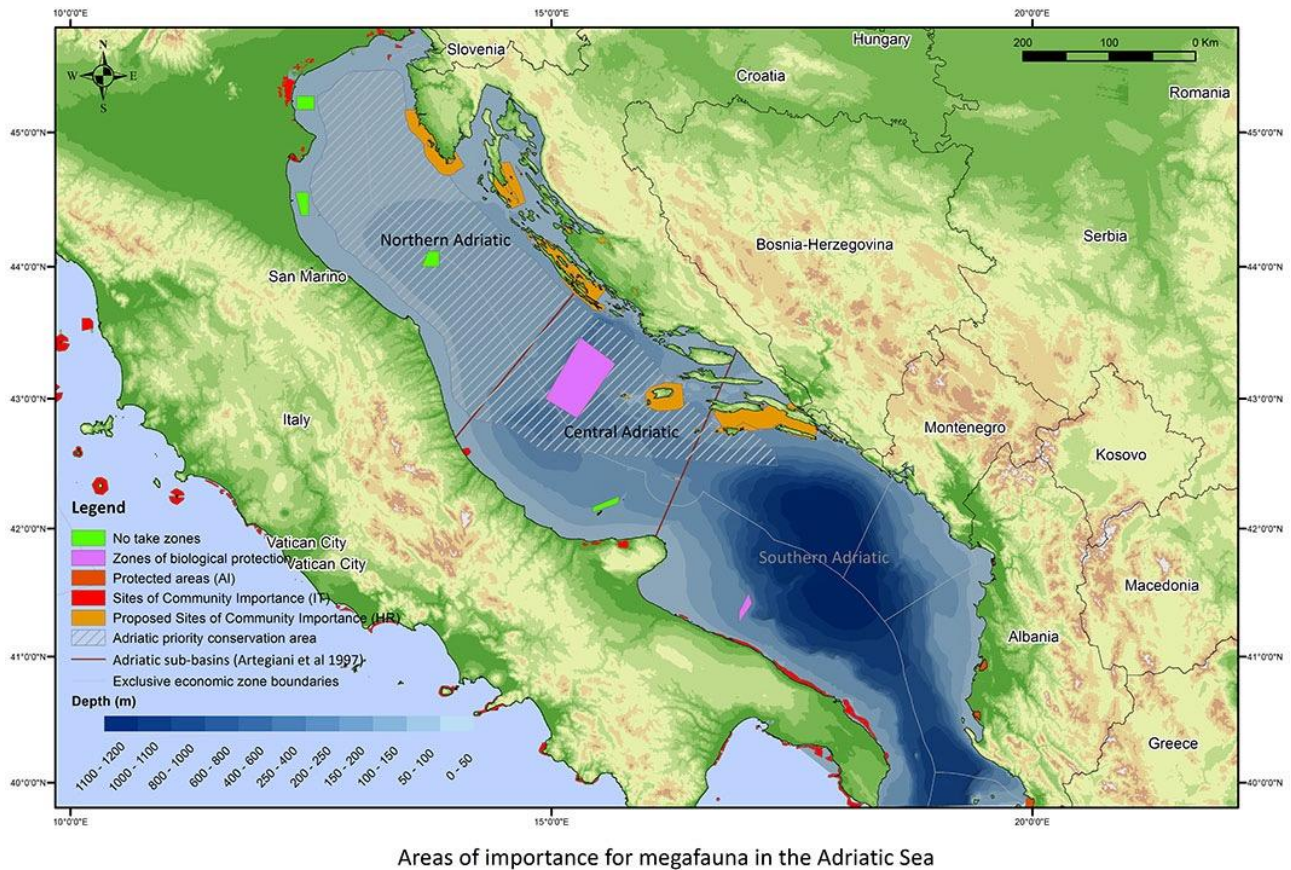 10°0'0"E 15°0'0"E 20°0'0"E
N
W E
S
200 100 0 Km
Slovenia
Hungary
Croatia
Romania
45°0'0"N 45°0'0"N
Northern Adriatic
Bosnia-Herzegovina
Serbia
44°0'0"N 44°0'0"N
San Marino
43°0'0"N 43°0'0"N
Italy
Central Adriatic
Montenegro
Kosovo
42°0'0"N 42°0'0"N
Vatican City
Vatican City
Southern Adriatic
Macedonia
Albania
41°0'0"N 41°0'0"N
Greece
40°0'0"N 40°0'0"N
Legend
No take zones
Zones of biological protection
Protected areas (Al)
Sites of Community Importance (IT)
Proposed Sites of Community Importance (HR)
Adriatic priority conservation area
Adriatic sub-basins (Artegiani et al 1997)
Exclusive economic zone boundaries
Depth (m)
1100 - 1200
1000 - 1100
800 - 900
600 - 800
400 - 600
250 - 400
200 - 250
150 - 200
100 - 150
50 - 100
0 - 50
10°0'0"E 15°0'0"E 20°0'0"E
Areas of importance for megafauna in the Adriatic Sea